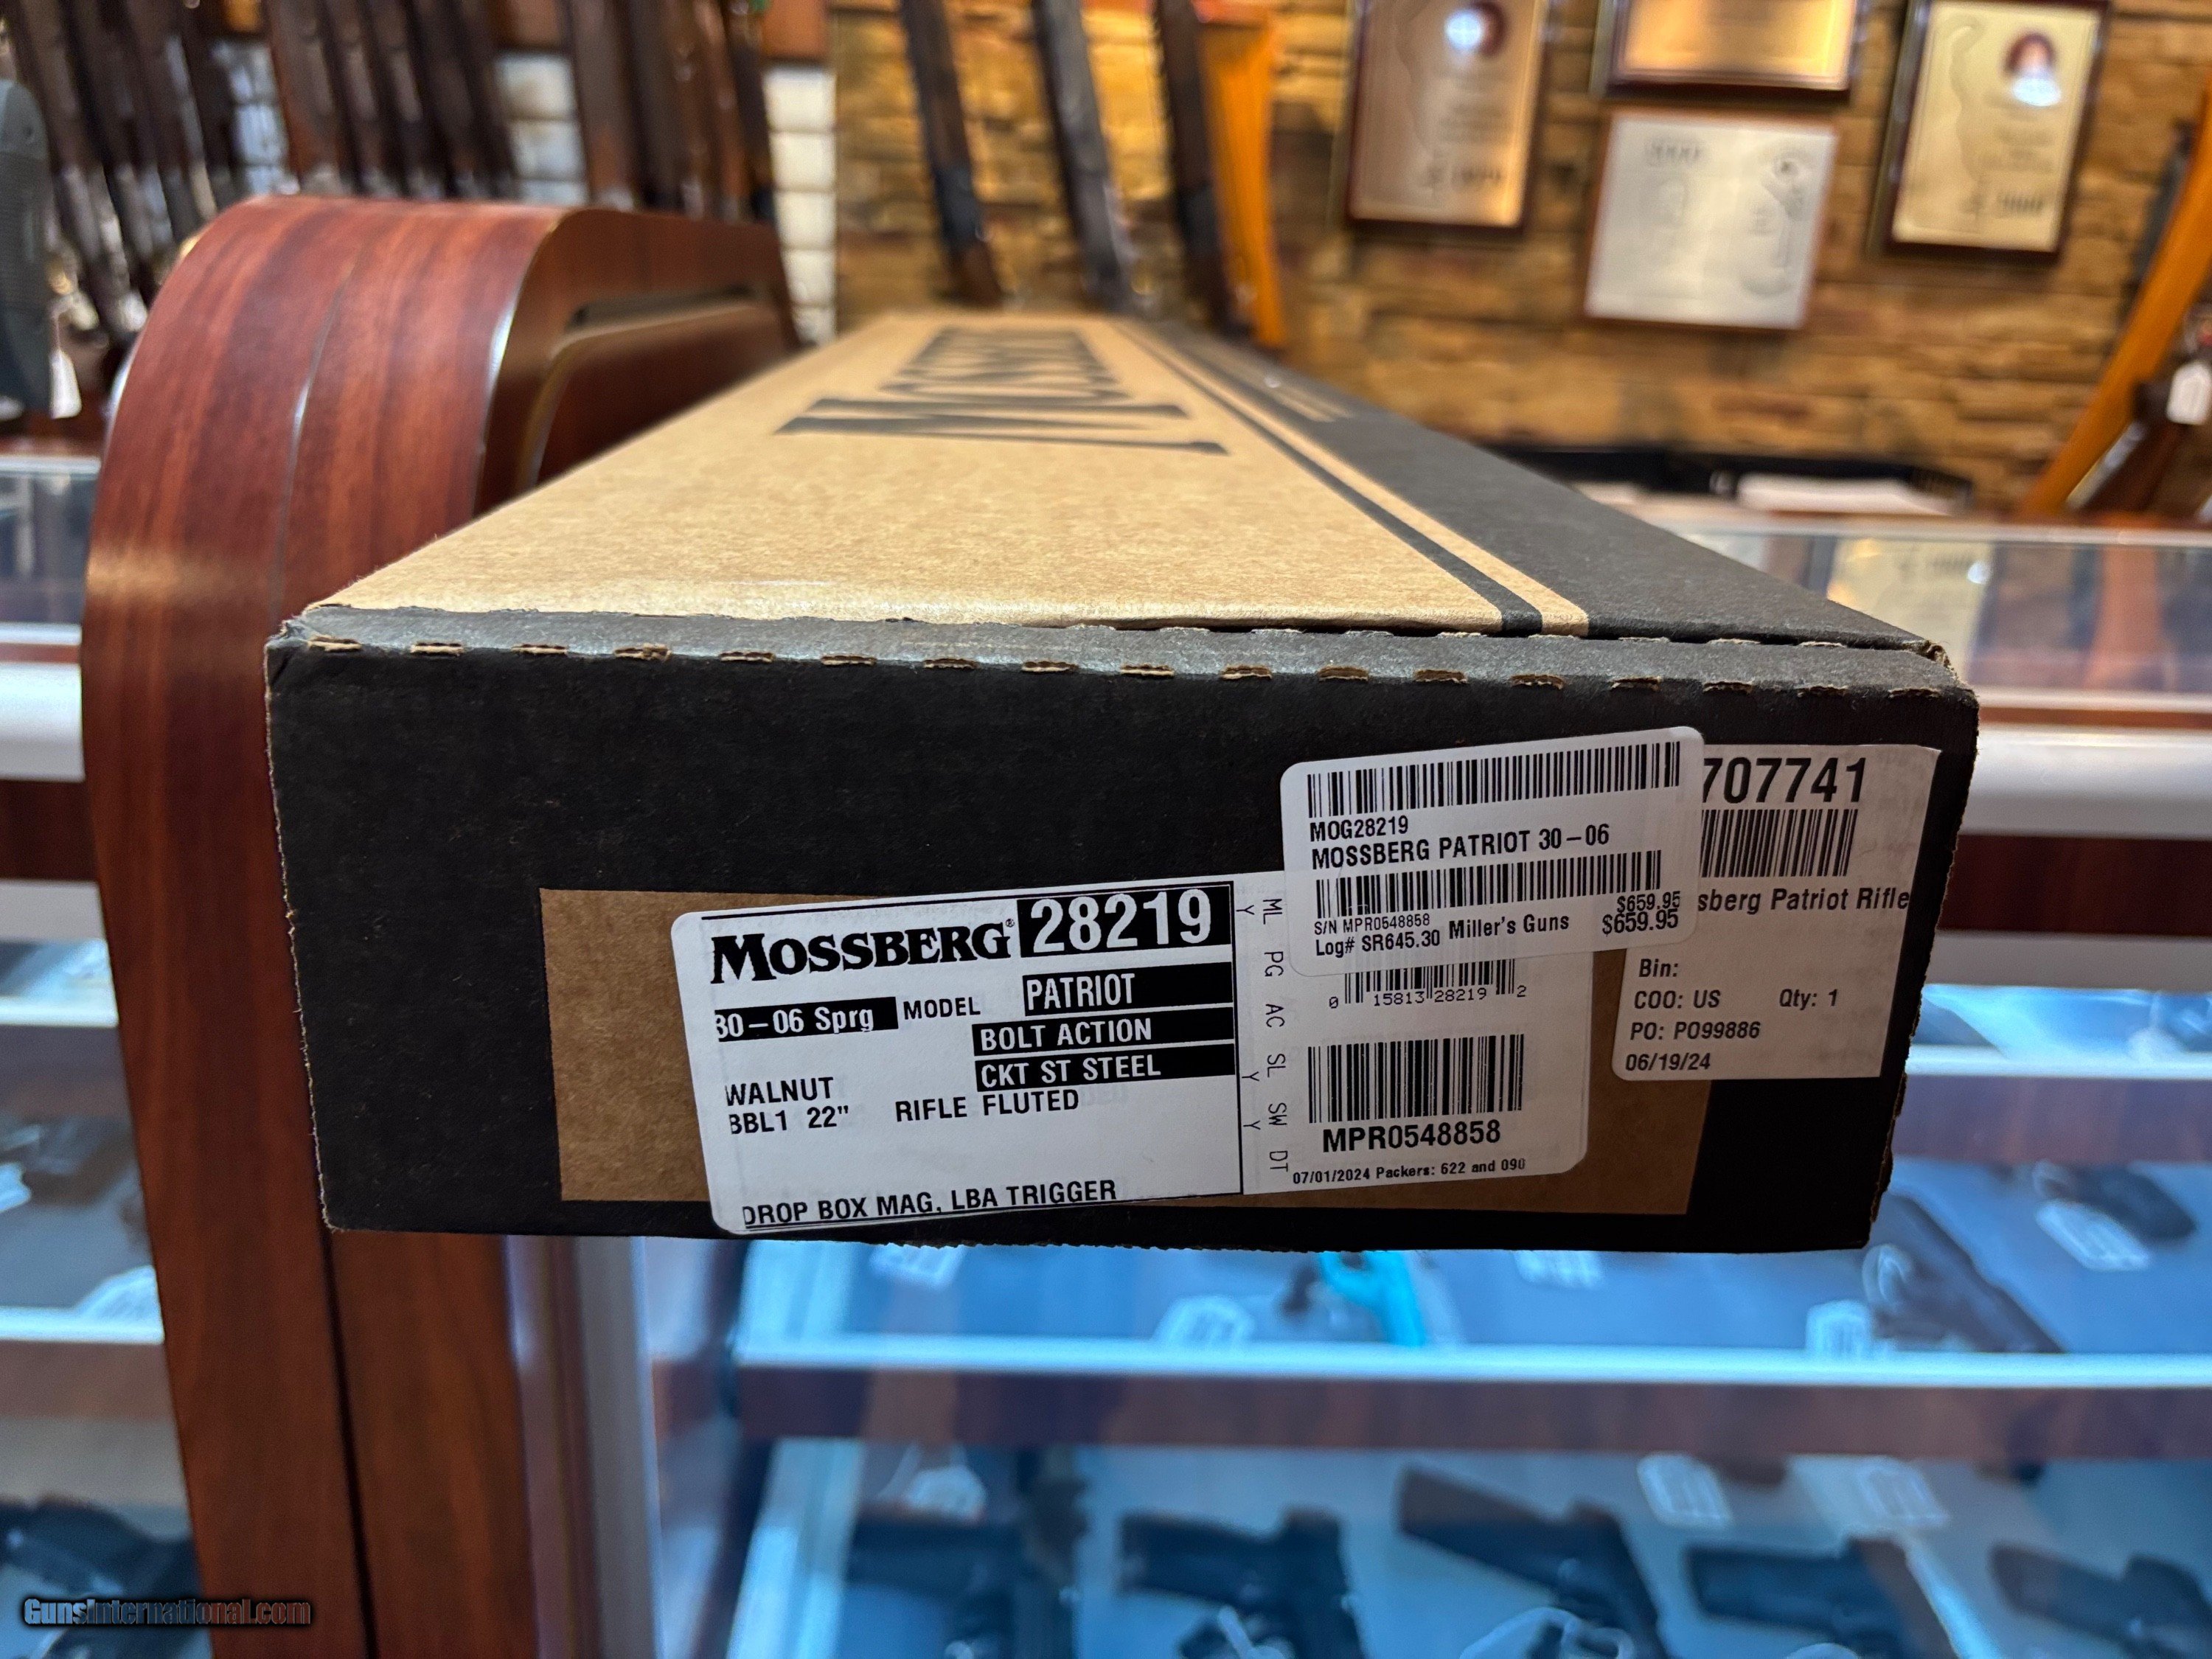 MOSSBERG
MOG28219
MOSSBERG PATRIOT 30-06
$659.95
S/N MPR0548858
Log# SR645.30 Miller's Guns $659.95
707741
sberg Patriot Rifle
Bin:
COO: US Qty: 1
PO: PO99886
06/19/24
MOSSBERG® 28219
30-06 Sprg MODEL PATRIOT
BOLT ACTION
CKT ST STEEL
WALNUT
BBL1 22" RIFLE FLUTED
DROP BOX MAG, LBA TRIGGER
ML PG AC SL SW DT
Y Y Y
0 15813 28219 2
MPR0548858
07/01/2024 Packers: 622 and 090
GunsInternational.com